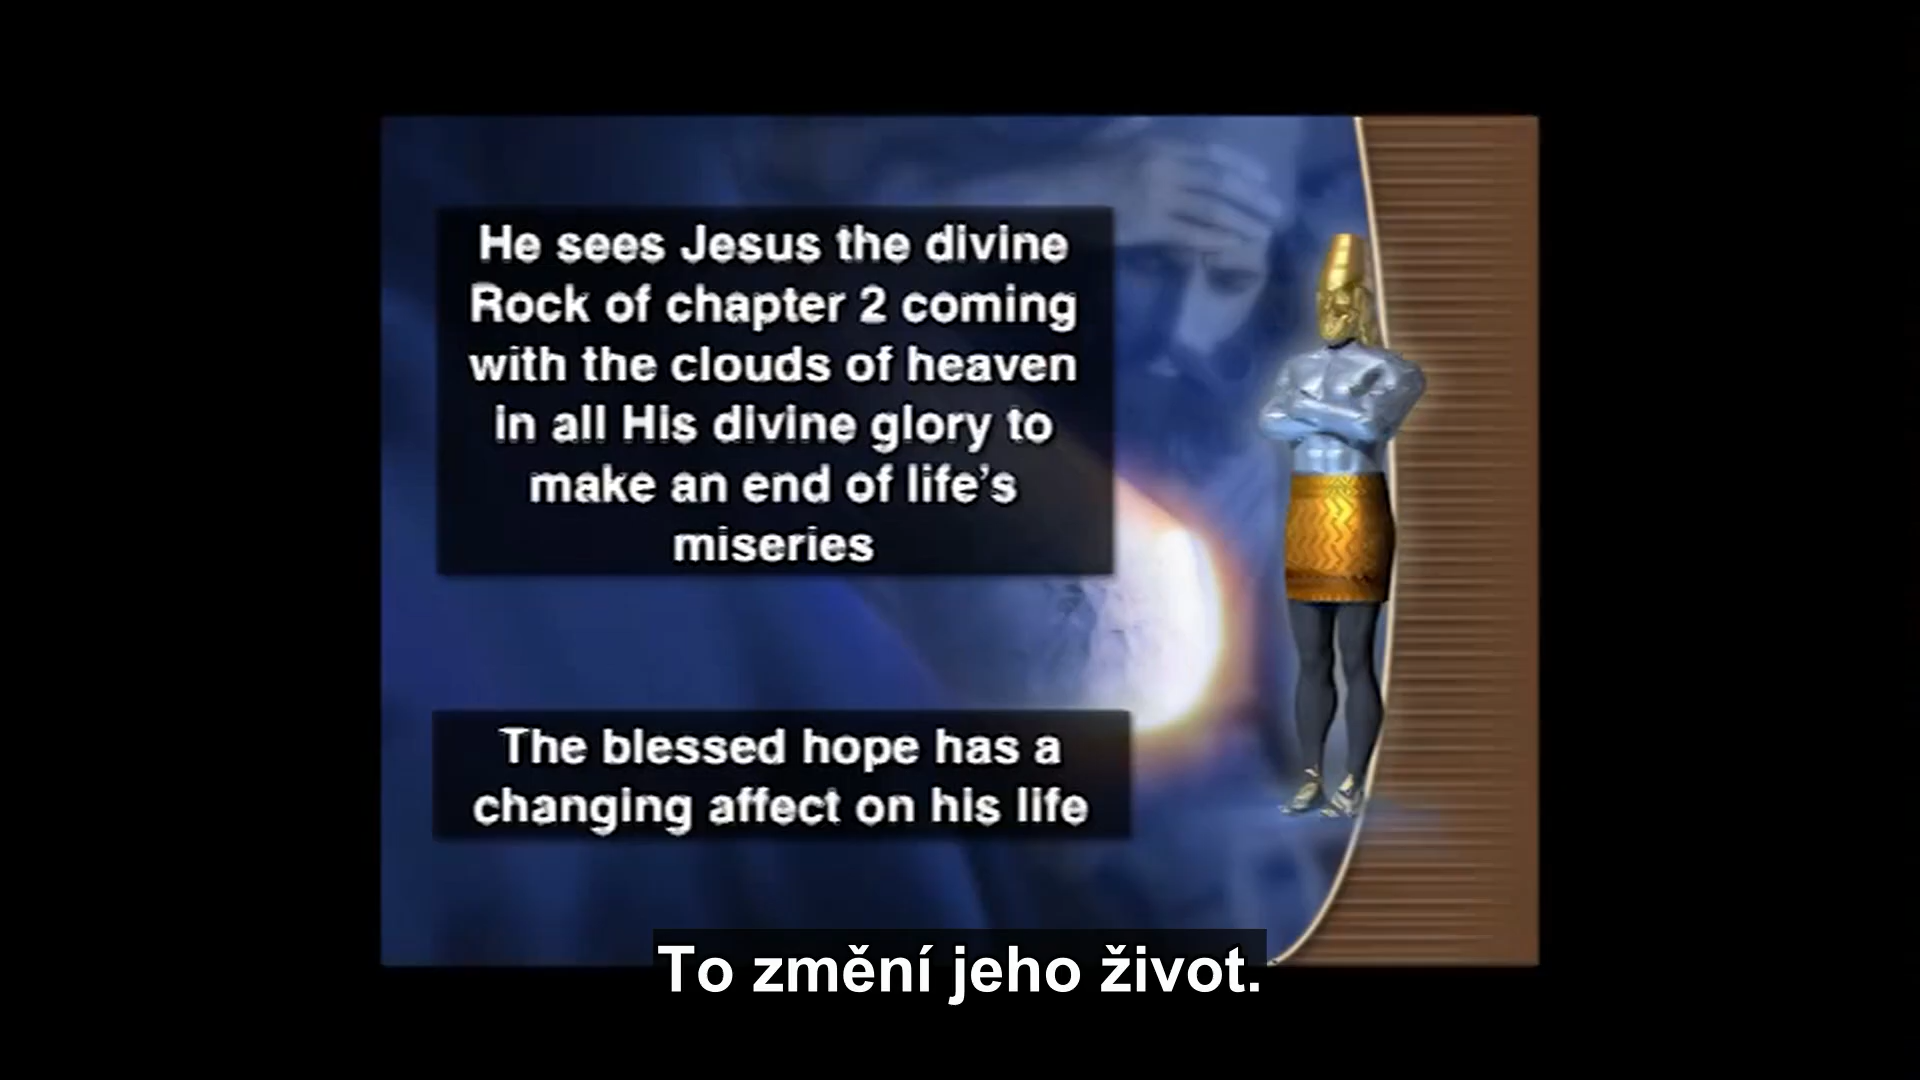 He sees Jesus the divine
Rock of chapter 2 coming
with the clouds of heaven
in all His divine glory to
make an end of life's
miseries
The blessed hope has a
changing affect on his life
To změní jeho život.